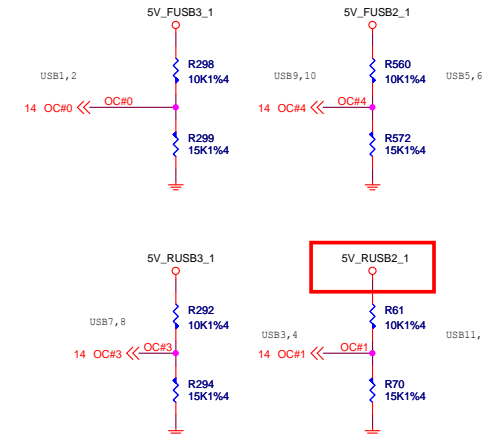 5V_FUSB3_1
5V_FUSB2_1
R298
10K1%4
R560
10K1%4
USB1,2
USB9,10
USB5,6
14 OC#0
OC#0
14 OC#4
OC#4
R299
15K1%4
R572
15K1%4
5V_RUSB3_1
5V_RUSB2_1
R292
10K1%4
R61
10K1%4
USB7,8
USB3,4
USB11,
14 OC#3
OC#3
14 OC#1
OC#1
R294
15K1%4
R70
15K1%4